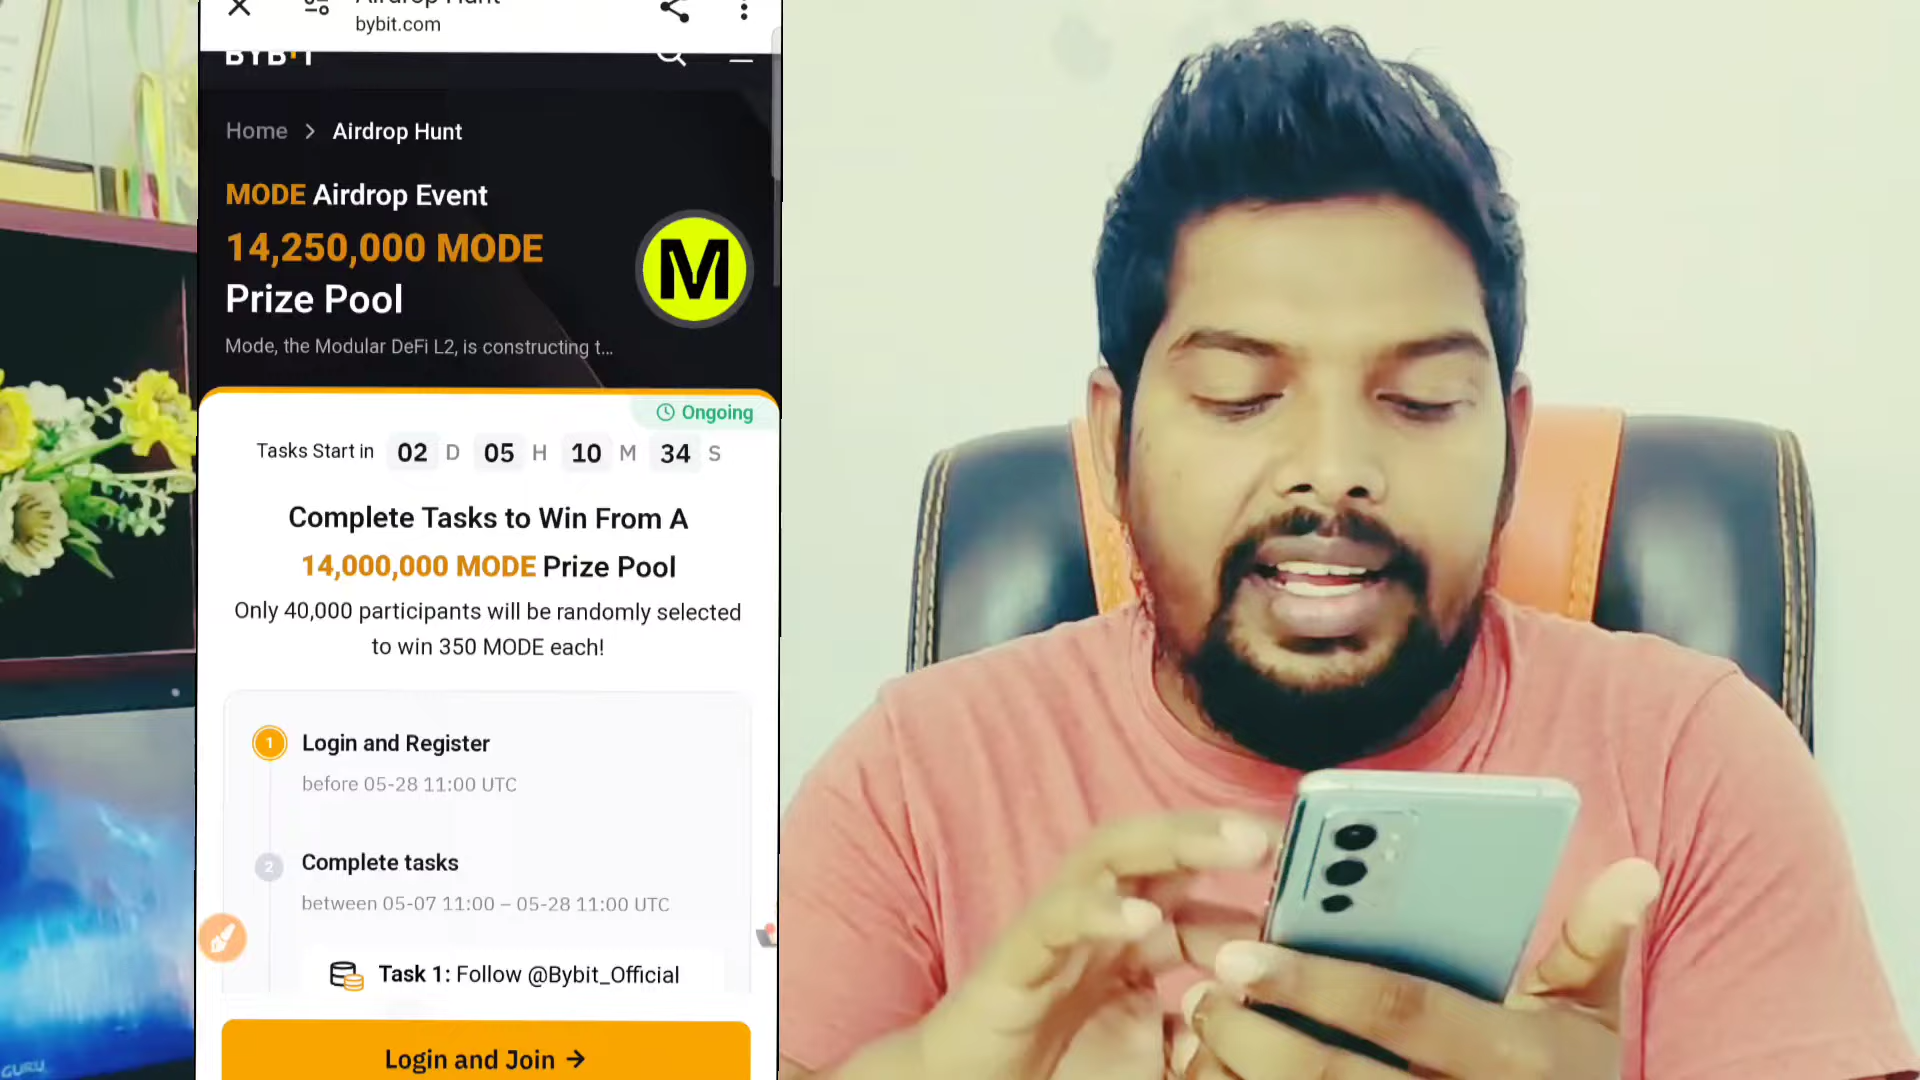 Airdrop Hunt
bybit.com
BYBIT
Home > Airdrop Hunt
MODE Airdrop Event
14,250,000 MODE
Prize Pool
M
Mode, the Modular DeFi L2, is constructing t...
Ongoing
Tasks Start in 02 D 05 H 10 M 34 S
Complete Tasks to Win From A
14,000,000 MODE Prize Pool
Only 40,000 participants will be randomly selected
to win 350 MODE each!
1 Login and Register
before 05-28 11:00 UTC
2 Complete tasks
between 05-07 11:00 – 05-28 11:00 UTC
Task 1: Follow @Bybit_Official
Login and Join →
GURU